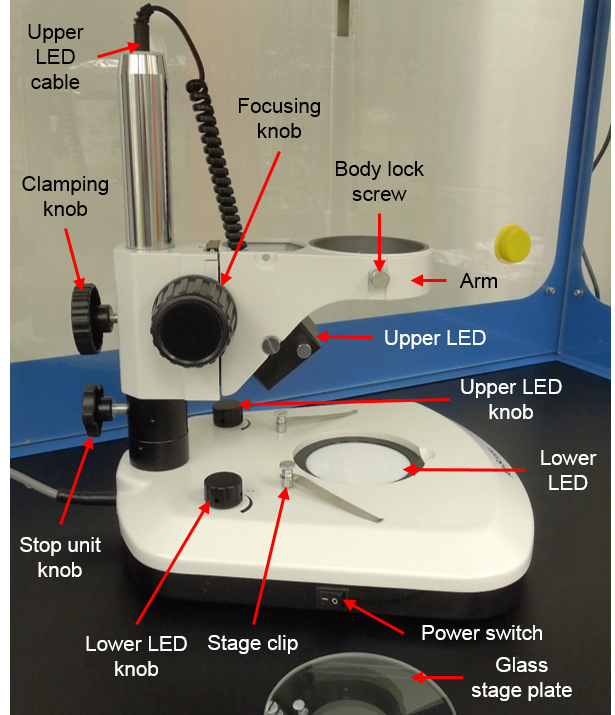 Upper
LED
cable
Focusing
knob
Clamping
knob
Body lock
screw
Arm
Upper LED
Upper LED
knob
Lower
LED
Stop unit
knob
Lower LED
knob
Stage clip
Power switch
Glass
stage plate